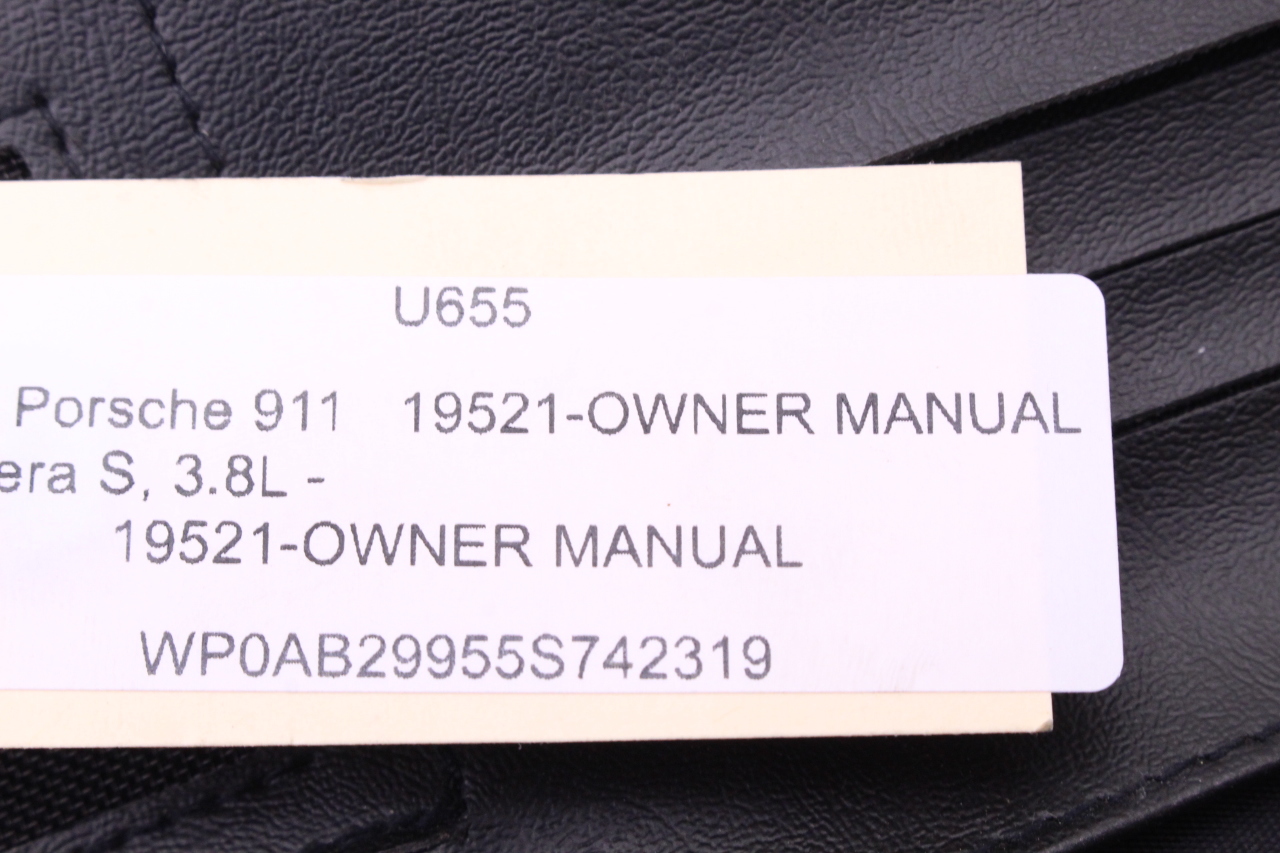 U655
Porsche 911 19521-OWNER MANUAL
era S, 3.8L -
19521-OWNER MANUAL
WP0AB29955S742319